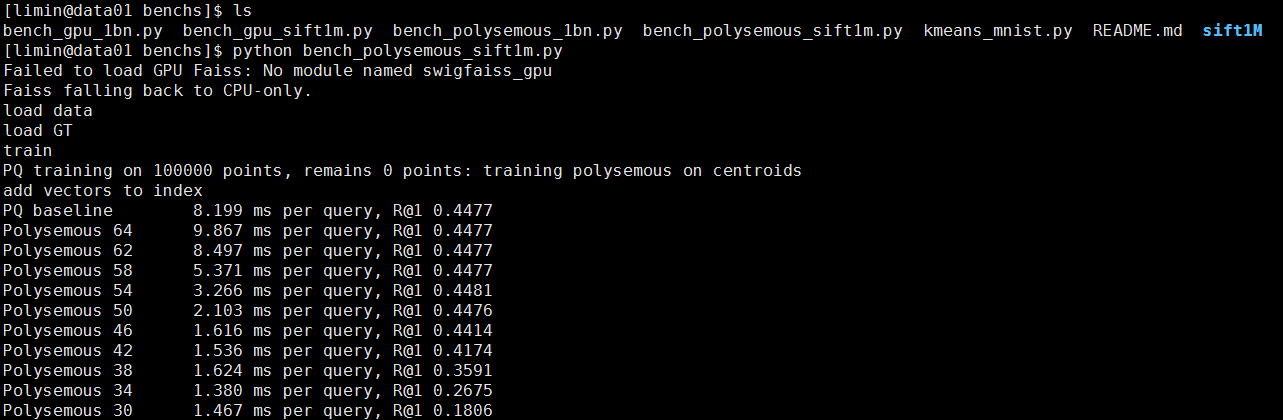 [limin@data01 benchs]$ ls
bench_gpu_1bn.py  bench_gpu_sift1m.py  bench_polysemous_1bn.py  bench_polysemous_sift1m.py  kmeans_mnist.py  README.md  sift1M
[limin@data01 benchs]$ python bench_polysemous_sift1m.py
Failed to load GPU Faiss: No module named swigfaiss_gpu
Faiss falling back to CPU-only.
load data
load GT
train
PQ training on 100000 points, remains 0 points: training polysemous on centroids
add vectors to index
PQ baseline        8.199 ms per query, R@1 0.4477
Polysemous 64      9.867 ms per query, R@1 0.4477
Polysemous 62      8.497 ms per query, R@1 0.4477
Polysemous 58      5.371 ms per query, R@1 0.4477
Polysemous 54      3.266 ms per query, R@1 0.4481
Polysemous 50      2.103 ms per query, R@1 0.4476
Polysemous 46      1.616 ms per query, R@1 0.4414
Polysemous 42      1.536 ms per query, R@1 0.4174
Polysemous 38      1.624 ms per query, R@1 0.3591
Polysemous 34      1.380 ms per query, R@1 0.2675
Polysemous 30      1.467 ms per query, R@1 0.1806